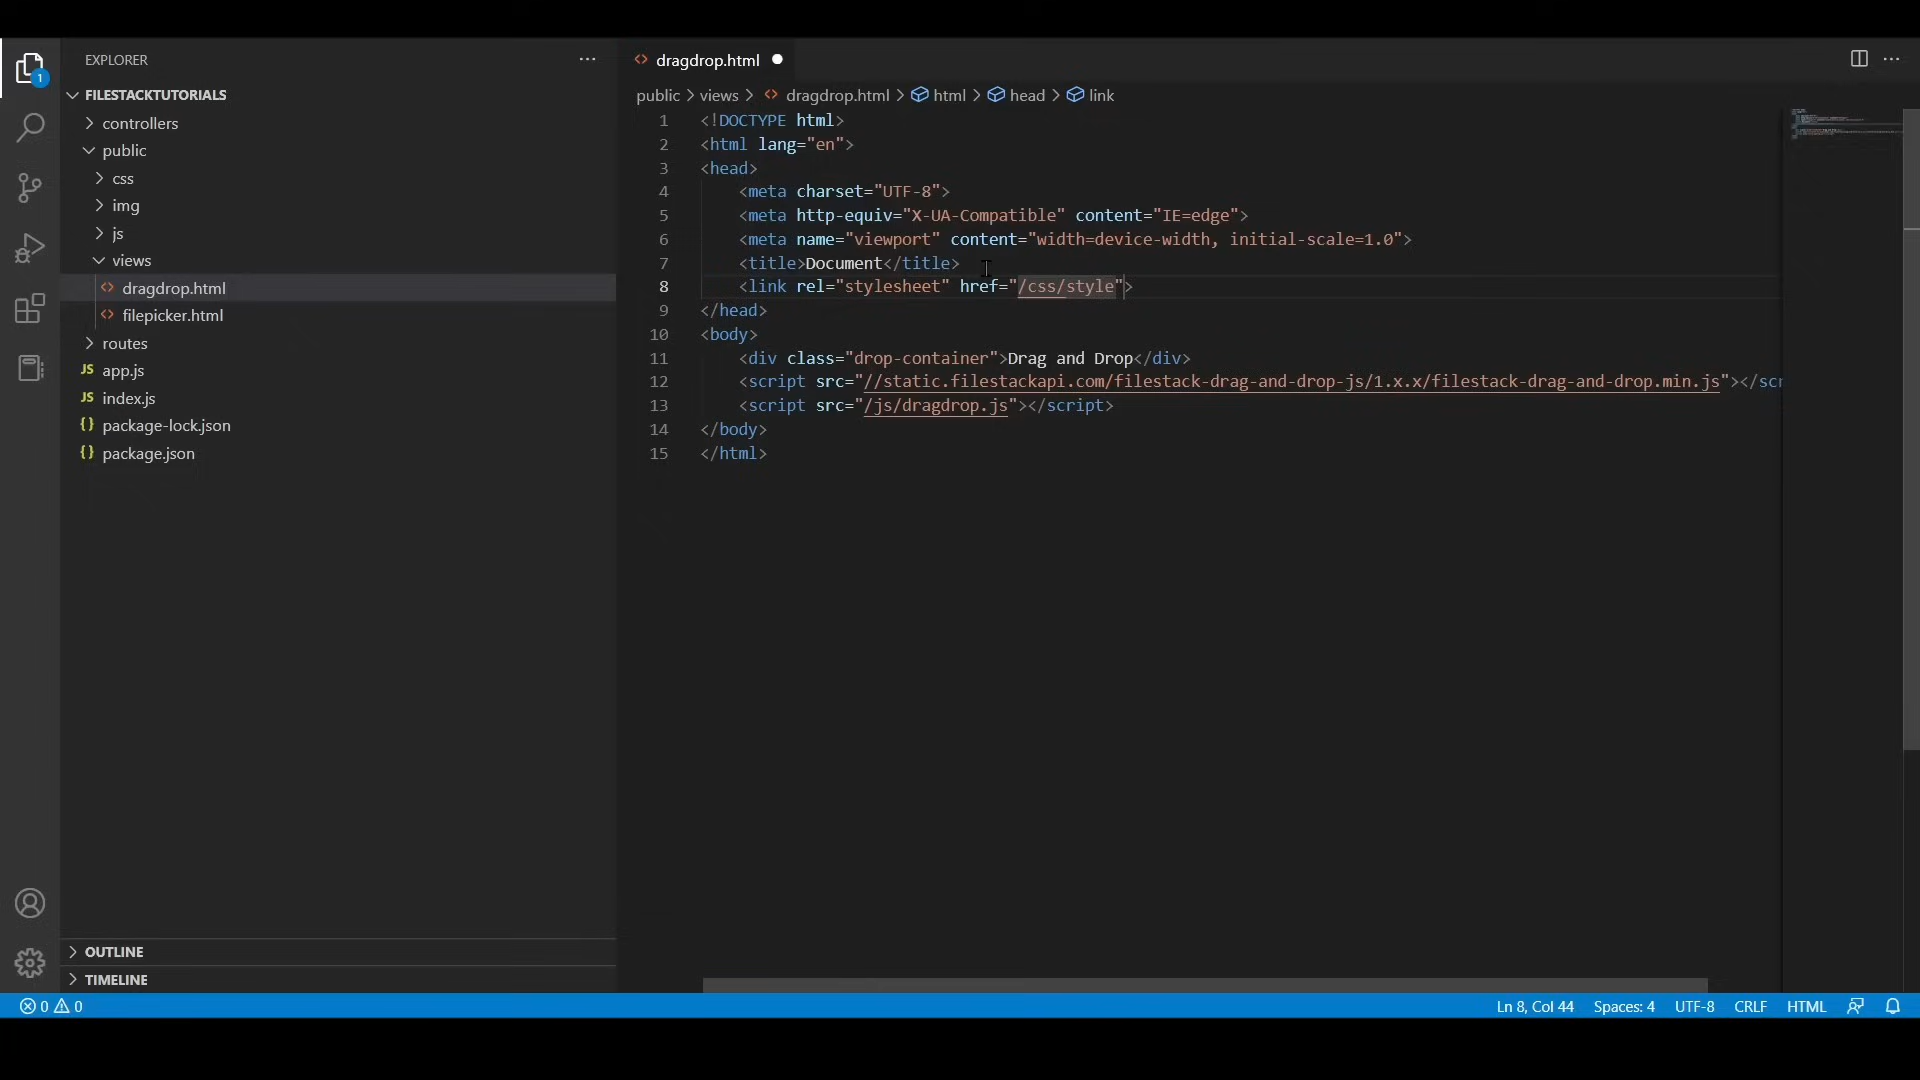 EXPLORER
FILESTACKTUTORIALS
controllers
public
css
img
js
views
dragdrop.html
filepicker.html
routes
JS app.js
JS index.js
{} package-lock.json
{} package.json
OUTLINE
TIMELINE
1
dragdrop.html
public > views > dragdrop.html > html > head > link
1 <!DOCTYPE html>
2 <html lang="en">
3 <head>
4 <meta charset="UTF-8">
5 <meta http-equiv="X-UA-Compatible" content="IE=edge">
6 <meta name="viewport" content="width=device-width, initial-scale=1.0">
7 <title>Document</title>
8 <link rel="stylesheet" href="/css/style">
9 </head>
10 <body>
11 <div class="drop-container">Drag and Drop</div>
12 <script src="//static.filestackapi.com/filestack-drag-and-drop-js/1.x.x/filestack-drag-and-drop.min.js"></scr
13 <script src="/js/dragdrop.js"></script>
14 </body>
15 </html>
0 0
Ln 8, Col 44 Spaces: 4 UTF-8 CRLF HTML